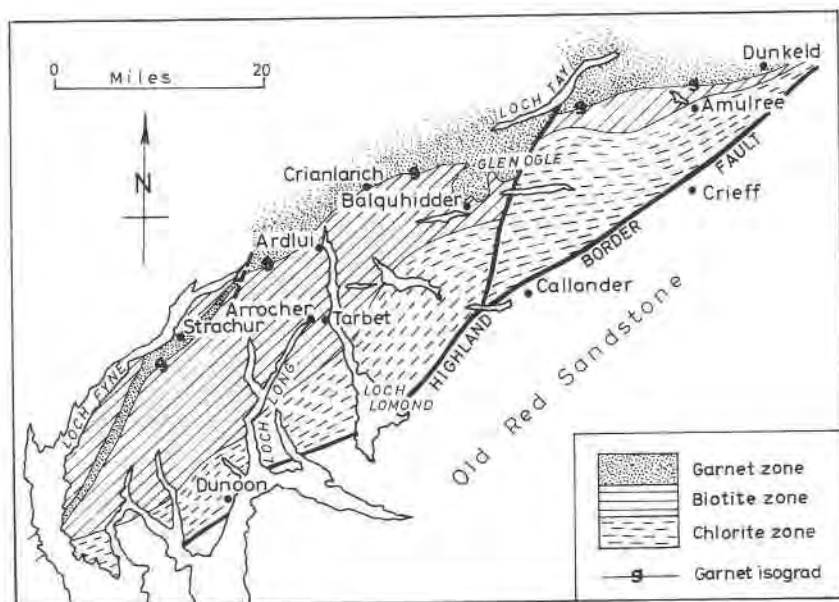 0 20
Miles
N
LOCH TAY
Dunkeld
g
g
Amulree
Crianlarich
g
GLEN OGLE
Balquhidder
FAULT
Crieff
Ardlui
g
BORDER
Arrocher
Tarbet
Callander
Strachur
g
HIGHLAND
LOCH FYNE
LOCH LONG
LOCH
LOMOND
Old Red Sandstone
Dunoon
Garnet zone
Biotite zone
Chlorite zone
g Garnet isograd